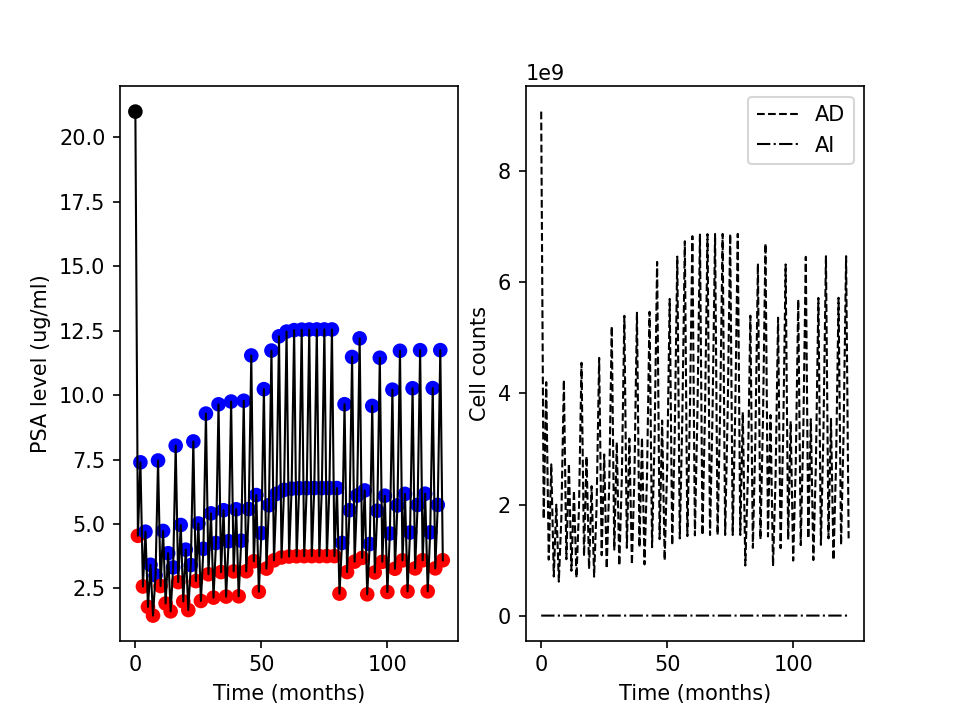 PSA level (ug/ml)
20.0
17.5
15.0
12.5
10.0
7.5
5.0
2.5
0 50 100
Time (months)
1e9
Cell counts
8
6
4
2
0
0 50 100
Time (months)
AD
AI